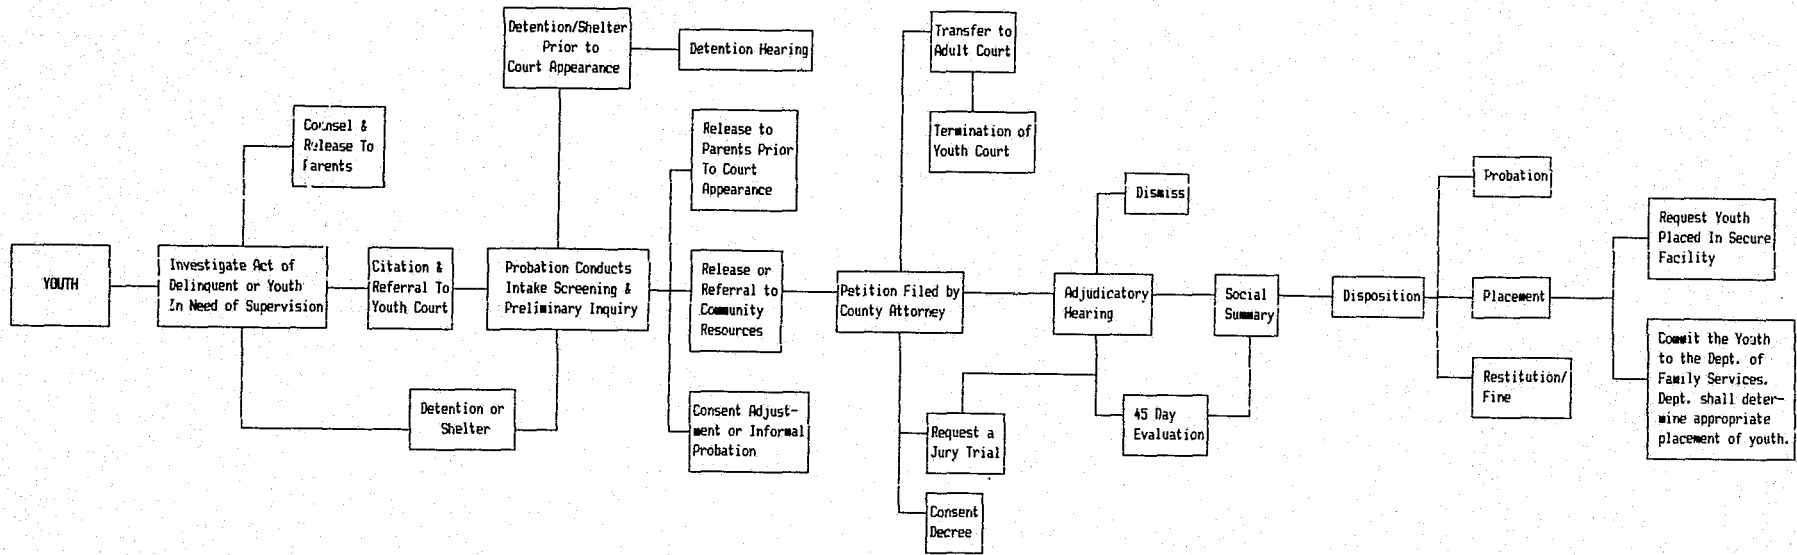 YOUTH
Investigate Act of
Delinquent or Youth
In Need of Supervision
Counsel &
Release To
Parents
Citation &
Referral To
Youth Court
Detention or
Shelter
Detention/Shelter
Prior to
Court Appearance
Detention Hearing
Probation Conducts
Intake Screening &
Preliminary Inquiry
Release to
Parents Prior
To Court
Appearance
Release or
Referral to
Community
Resources
Consent Adjust-
ment or Informal
Probation
Transfer to
Adult Court
Termination of
Youth Court
Petition Filed by
County Attorney
Request a
Jury Trial
Consent
Decree
Dismiss
Adjudicatory
Hearing
45 Day
Evaluation
Social
Summary
Disposition
Probation
Placement
Restitution/
Fine
Request Youth
Placed In Secure
Facility
Commit the Youth
to the Dept. of
Family Services.
Dept. shall deter-
mine appropriate
placement of youth.